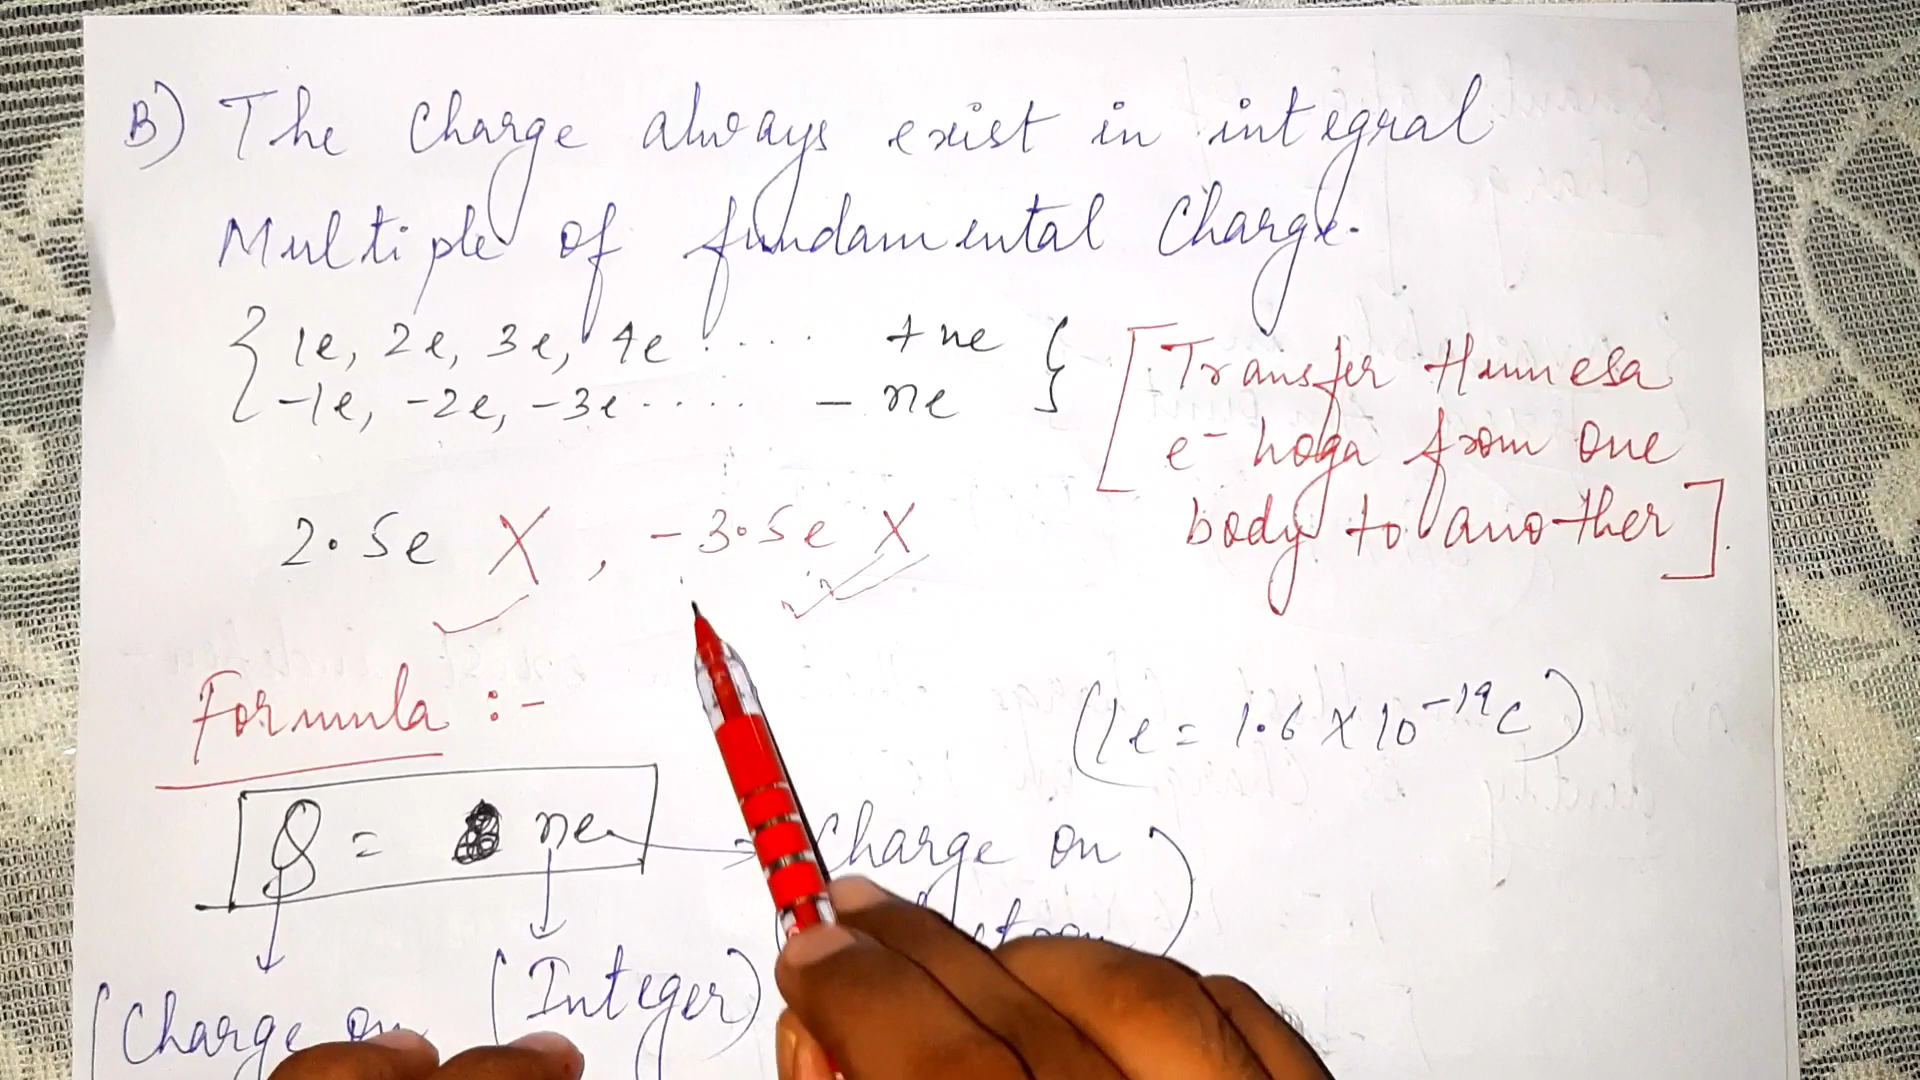 B) The Charge always exist in integral
Multiple of fundamental Charge.
{ 1e, 2e, 3e, 4e .... +ne }
-1e, -2e, -3e .... - ne
[Transfer Humesa
e⁻ hoga from one
body to another].
2.5e X , -3.5e X
Formula :-
(1e = 1.6 X 10⁻¹⁹ C)
Q = ne
Charge on
(Integer)
(Charge on